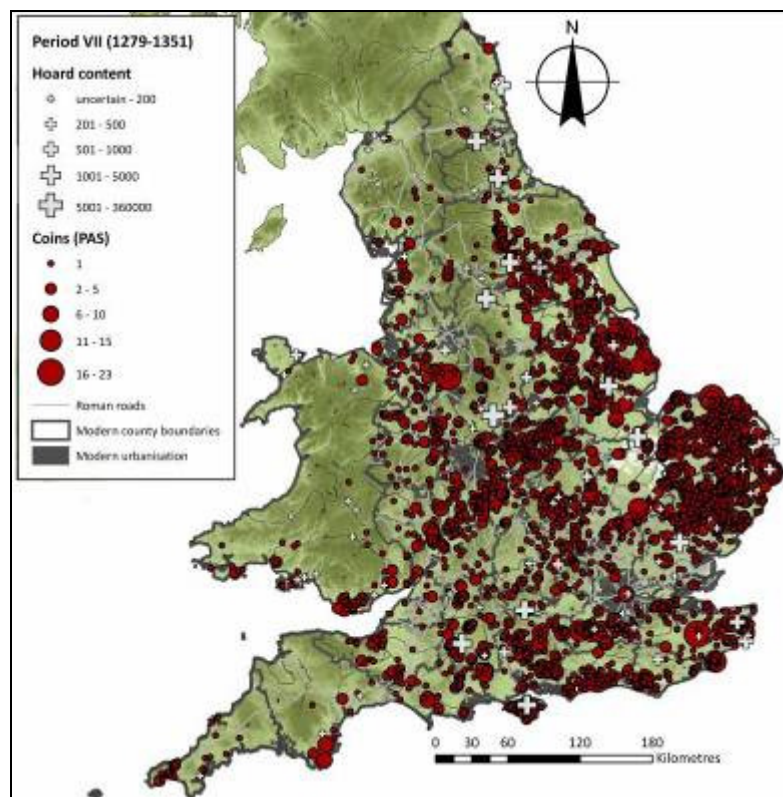 Period VII (1279-1351)
Hoard content
uncertain - 200
201 - 500
501 - 1000
1001 - 5000
5001 - 360000
Coins (PAS)
1
2 - 5
6 - 10
11 - 15
16 - 23
Roman roads
Modern county boundaries
Modern urbanisation
N
0 30 60 120 180
Kilometres